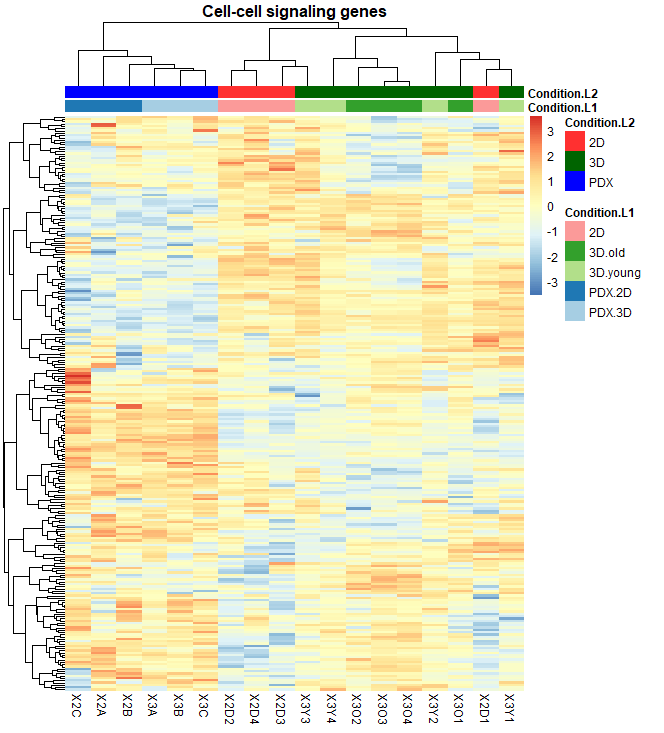 Cell-cell signaling genes
Condition.L2
Condition.L1
3
2
1
0
-1
-2
-3
Condition.L2
2D
3D
PDX
Condition.L1
2D
3D.old
3D.young
PDX.2D
PDX.3D
X2C
X2A
X2B
X3A
X3B
X3C
X2D2
X2D4
X2D3
X3Y3
X3Y4
X3O2
X3O3
X3O4
X3Y2
X3O1
X2D1
X3Y1